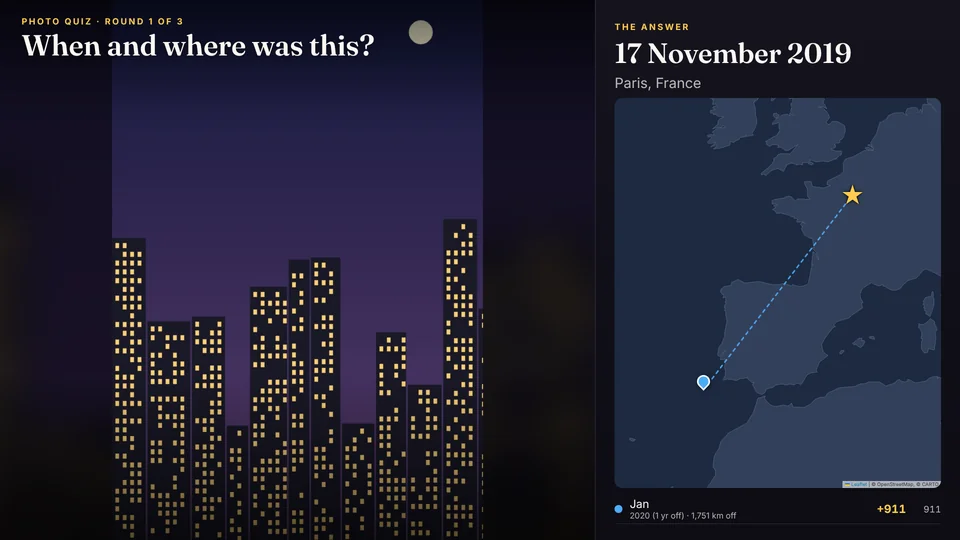 PHOTO QUIZ · ROUND 1 OF 3
When and where was this?
THE ANSWER
17 November 2019
Paris, France
Leaflet | © OpenStreetMap, © CARTO
Jan
2020 (1 yr off) · 1,751 km off
+911
911